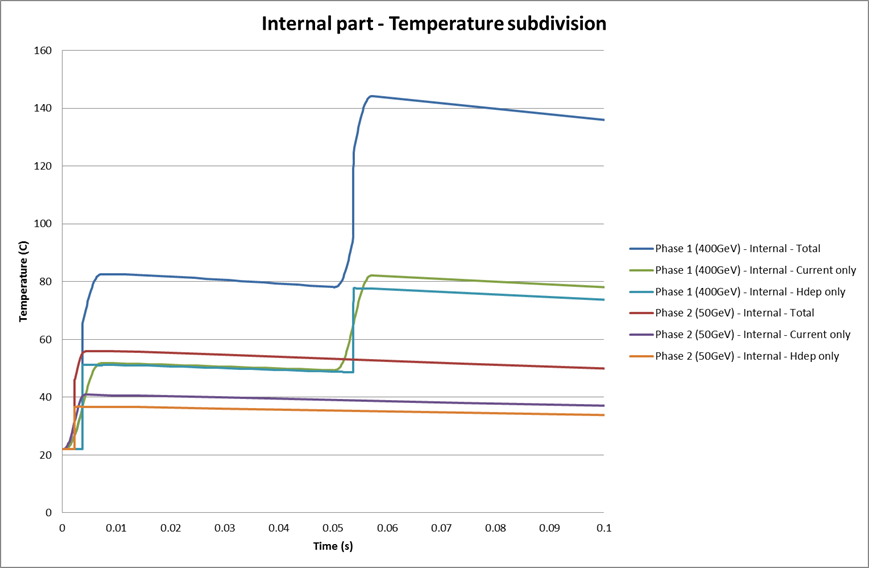 Internal part - Temperature subdivision
160
140
120
100
80
60
40
20
0
Temperature (C)
0 0.01 0.02 0.03 0.04 0.05 0.06 0.07 0.08 0.09 0.1
Time (s)
Phase 1 (400GeV) - Internal - Total
Phase 1 (400GeV) - Internal - Current only
Phase 1 (400GeV) - Internal - Hdep only
Phase 2 (50GeV) - Internal - Total
Phase 2 (50GeV) - Internal - Current only
Phase 2 (50GeV) - Internal - Hdep only